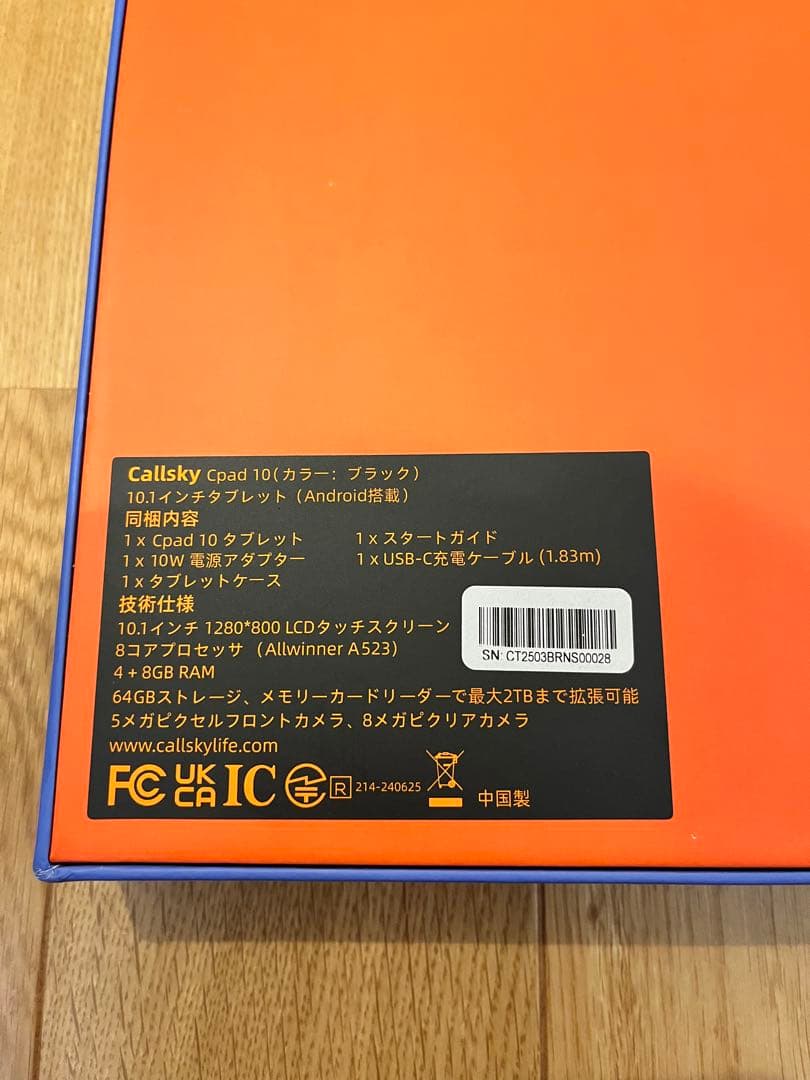 Callsky Cpad 10(カラー：ブラック)
10.1インチタブレット（Android搭載）
同梱内容
1 x Cpad 10 タブレット
1 x スタートガイド
1 x 10W 電源アダプター
1 x USB-C充電ケーブル (1.83m)
1 x タブレットケース
技術仕様
10.1インチ 1280*800 LCDタッチスクリーン
8コアプロセッサ （Allwinner A523）
4 + 8GB RAM
64GBストレージ、メモリーカードリーダーで最大2TBまで拡張可能
5メガピクセルフロントカメラ、8メガピクリアカメラ
www.callskylife.com
SN: CT2503BRNS00028
FC UK CA IC R 214-240625 中国製